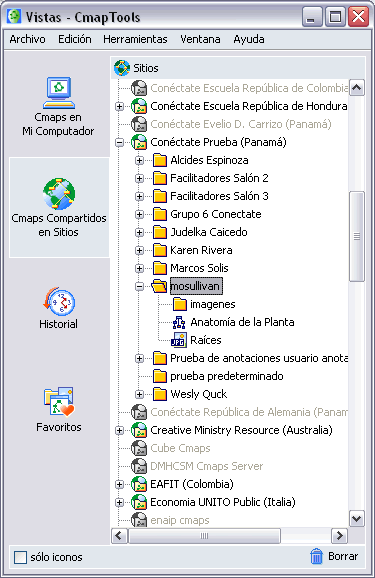 Vistas - CmapTools
Archivo Edición Herramientas Ventana Ayuda
Cmaps en
Mi Computador
Cmaps Compartidos
en Sitios
Historial
Favoritos
Sitios
Conéctate Escuela República de Colombia
Conéctate Escuela República de Hondura
Conéctate Evelio D. Carrizo (Panamá)
Conéctate Prueba (Panamá)
Alcides Espinoza
Facilitadores Salón 2
Facilitadores Salón 3
Grupo 6 Conectate
Judelka Caicedo
Karen Rivera
Marcos Solis
mosullivan
imagenes
Anatomía de la Planta
JPG Raíces
Prueba de anotaciones usuario anota
prueba predeterminado
Wesly Quck
Conéctate República de Alemania (Panam
Creative Ministry Resource (Australia)
Cube Cmaps
DMHCSM Cmaps Server
EAFIT (Colombia)
Economia UNITO Public (Italia)
enaip cmaps
sólo iconos
Borrar